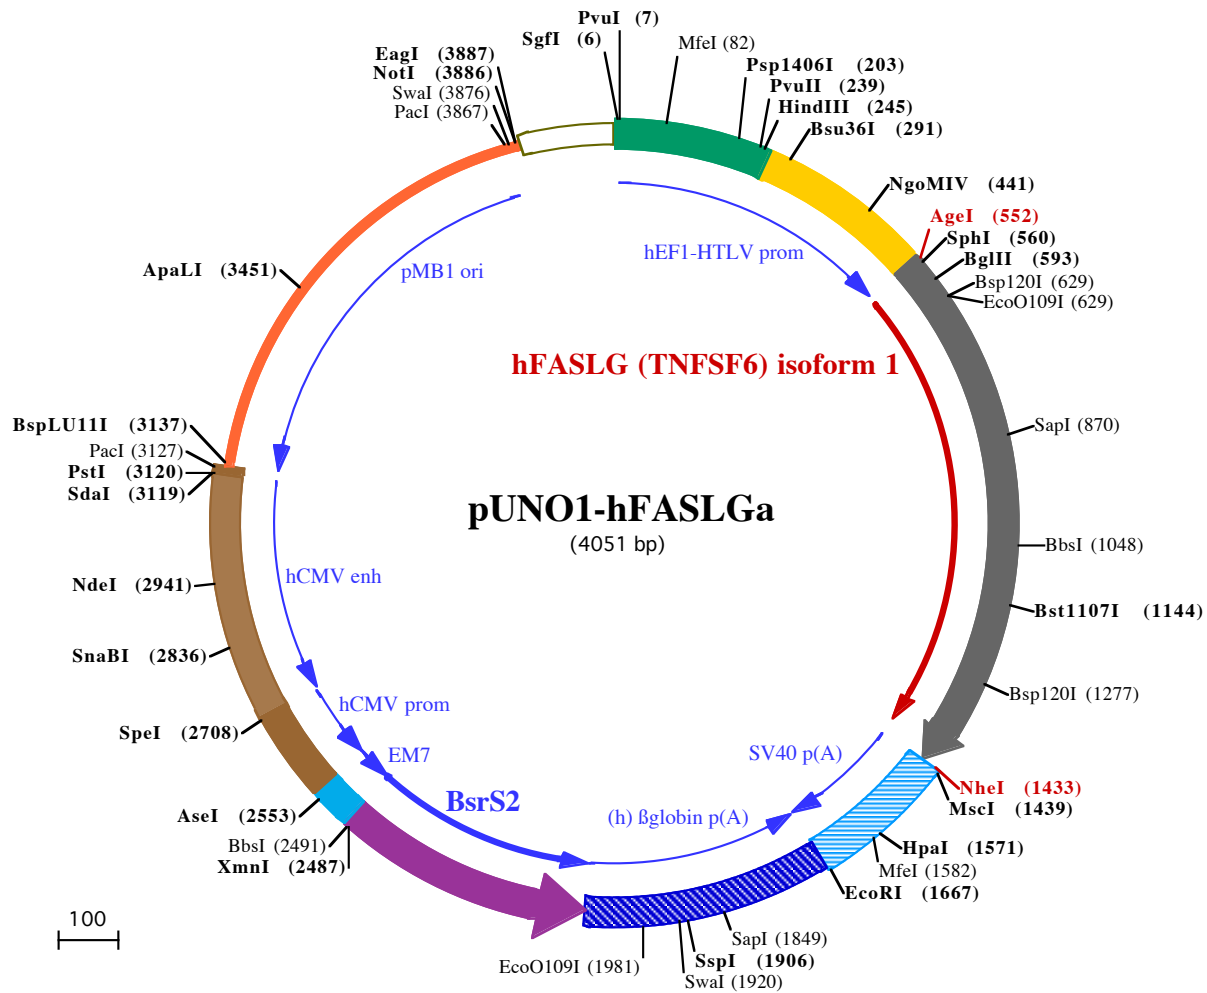 PvuI (7)
SgfI (6)
MfeI (82)
EagI (3887)
NotI (3886)
SwaI (3876)
PacI (3867)
Psp1406I (203)
PvuII (239)
HindIII (245)
Bsu36I (291)
NgoMIV (441)
AgeI (552)
SphI (560)
BglII (593)
Bsp120I (629)
EcoO109I (629)
hEF1-HTLV prom
pMB1 ori
ApaLI (3451)
hFASLG (TNFSF6) isoform 1
SapI (870)
BspLU11I (3137)
PacI (3127)
PstI (3120)
SdaI (3119)
pUNO1-hFASLGa
(4051 bp)
BbsI (1048)
NdeI (2941)
hCMV enh
Bst1107I (1144)
SnaBI (2836)
Bsp120I (1277)
hCMV prom
SpeI (2708)
EM7
SV40 p(A)
NheI (1433)
MscI (1439)
BsrS2
(h) ßglobin p(A)
AseI (2553)
BbsI (2491)
XmnI (2487)
HpaI (1571)
MfeI (1582)
EcoRI (1667)
100
SapI (1849)
SspI (1906)
SwaI (1920)
EcoO109I (1981)